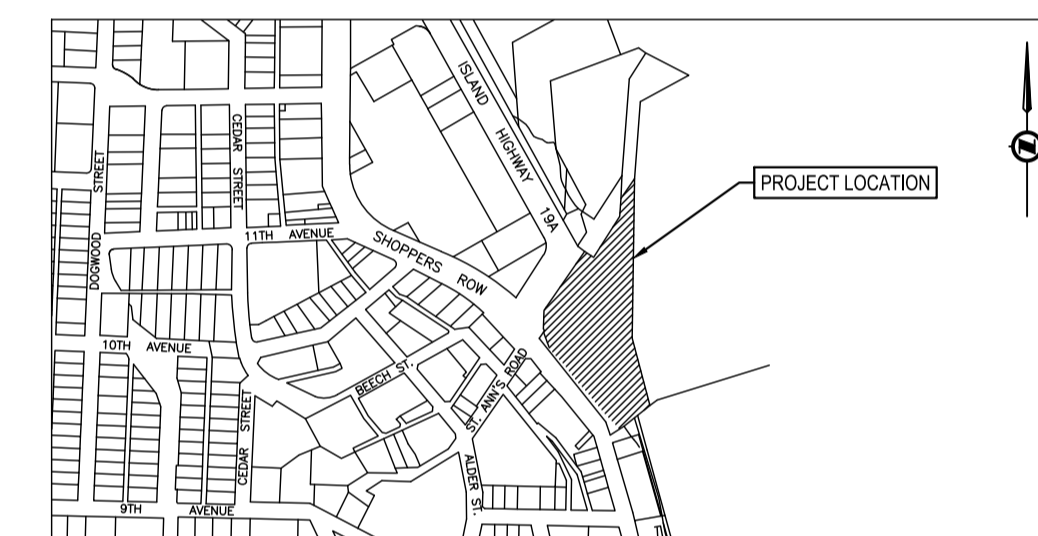 ISLAND HIGHWAY 19A
CEDAR STREET
DOGWOOD STREET
PROJECT LOCATION
11TH AVENUE
SHOPPERS ROW
10TH AVENUE
BEECH ST.
ST. ANN'S ROAD
CEDAR STREET
ALDER ST.
9TH AVENUE